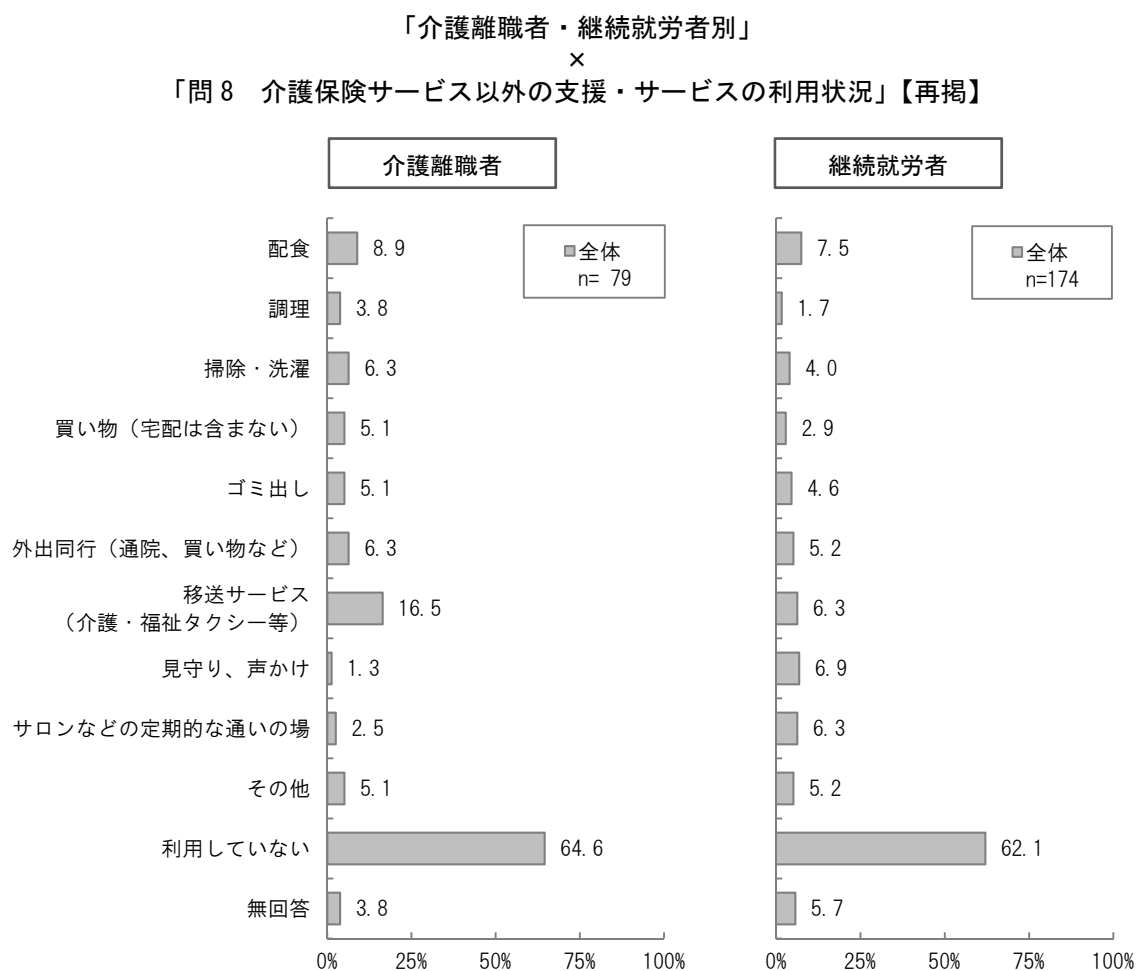 「介護離職者・継続就労者別」
×
「問８　介護保険サービス以外の支援・サービスの利用状況」【再掲】
介護離職者
継続就労者
全体
n= 79
全体
n=174
配食 8.9 7.5
調理 3.8 1.7
掃除・洗濯 6.3 4.0
買い物（宅配は含まない） 5.1 2.9
ゴミ出し 5.1 4.6
外出同行（通院、買い物など） 6.3 5.2
移送サービス
（介護・福祉タクシー等） 16.5 6.3
見守り、声かけ 1.3 6.9
サロンなどの定期的な通いの場 2.5 6.3
その他 5.1 5.2
利用していない 64.6 62.1
無回答 3.8 5.7
0% 25% 50% 75% 100% 0% 25% 50% 75% 100%